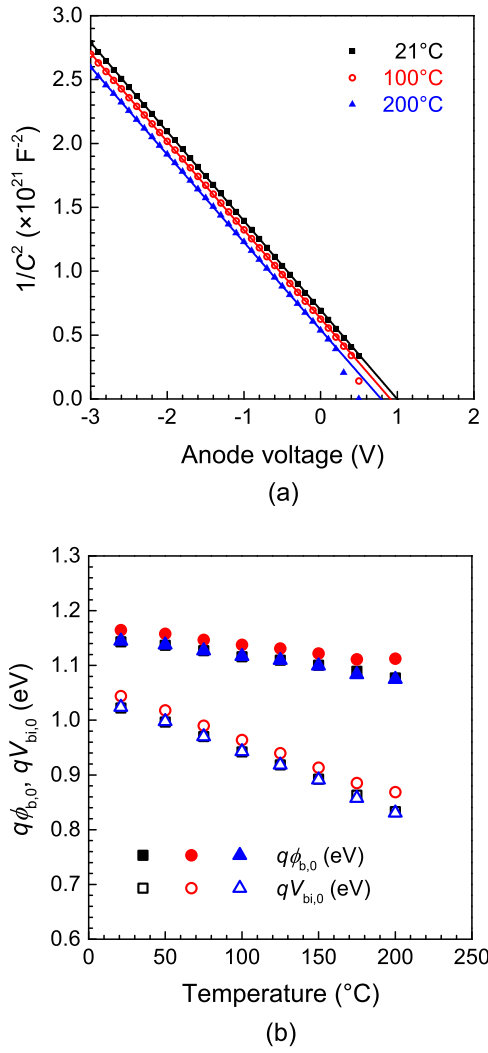 3.0
2.5
2.0
1.5
1.0
0.5
0.0
1/C² (×10²¹ F⁻²)
21°C
100°C
200°C
-3 -2 -1 0 1 2
Anode voltage (V)
(a)
1.3
1.2
1.1
1.0
0.9
0.8
0.7
0.6
qϕb,0, qVbi,0 (eV)
qϕb,0 (eV)
qVbi,0 (eV)
0 50 100 150 200 250
Temperature (°C)
(b)